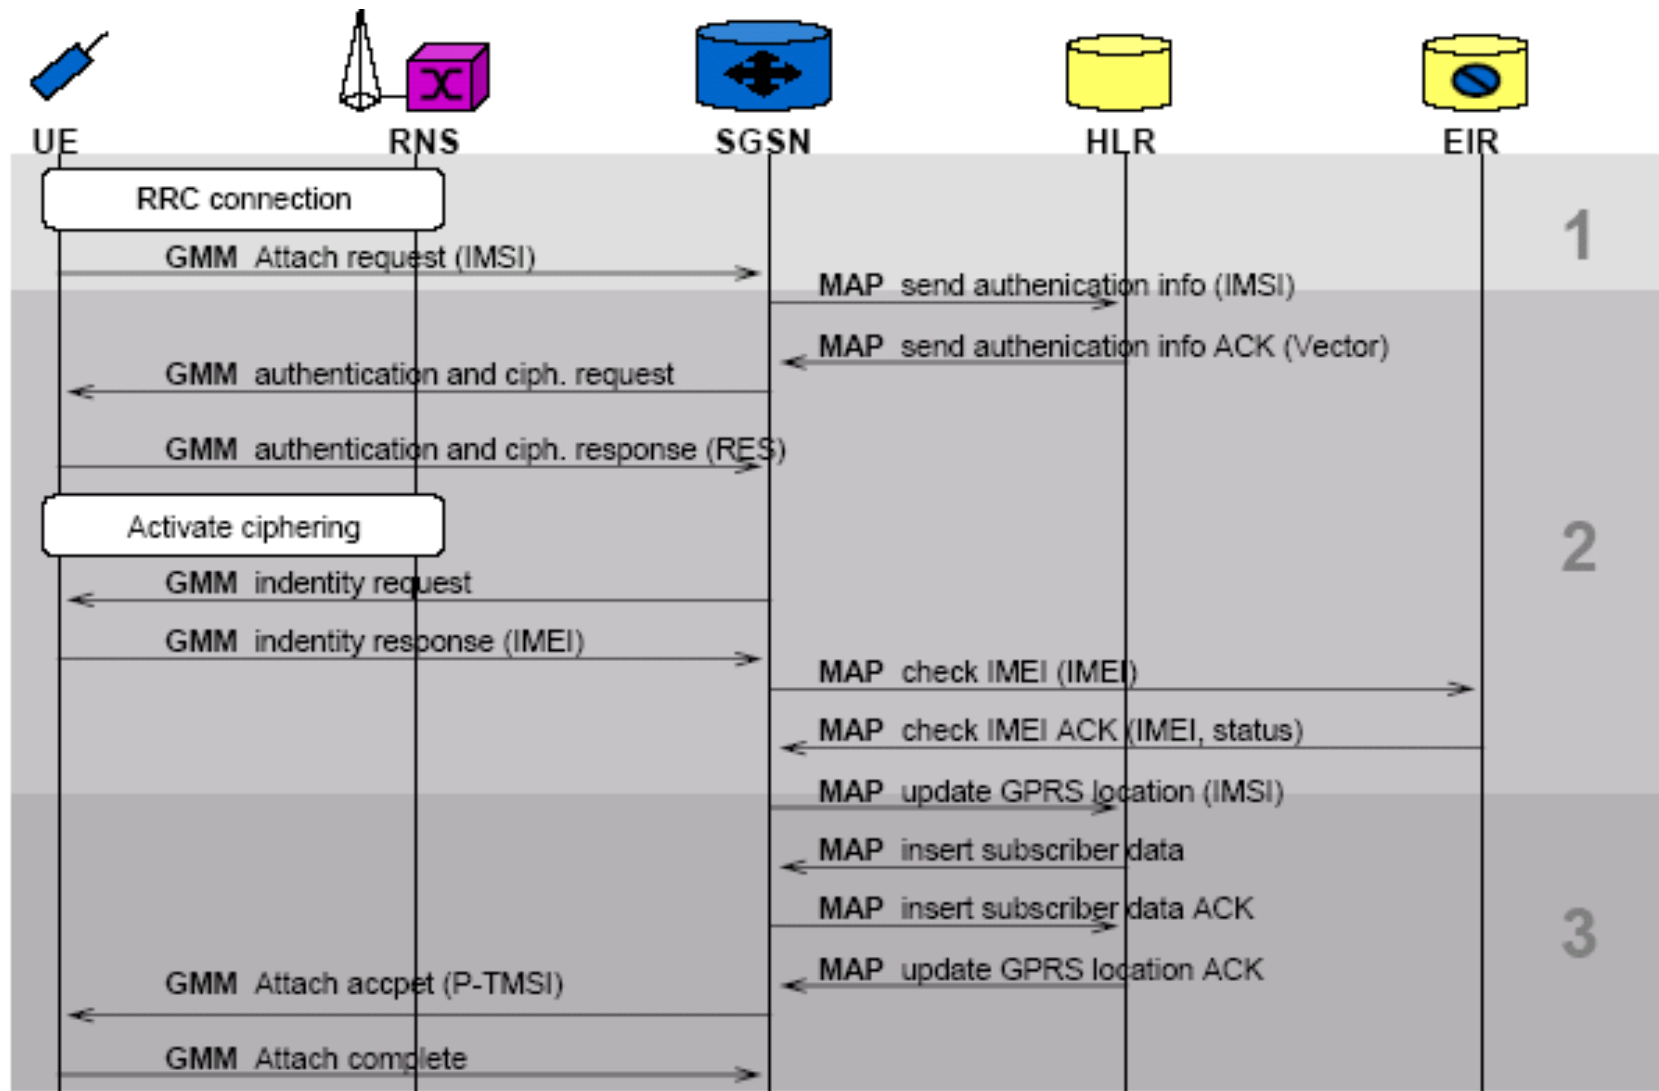 UE RNS SGSN HLR EIR
RRC connection
1
GMM Attach request (IMSI)
MAP send authenication info (IMSI)
MAP send authenication info ACK (Vector)
GMM authentication and ciph. request
GMM authentication and ciph. response (RES)
Activate ciphering
2
GMM indentity request
GMM indentity response (IMEI)
MAP check IMEI (IMEI)
MAP check IMEI ACK (IMEI, status)
MAP update GPRS location (IMSI)
MAP insert subscriber data
MAP insert subscriber data ACK
3
MAP update GPRS location ACK
GMM Attach accpet (P-TMSI)
GMM Attach complete